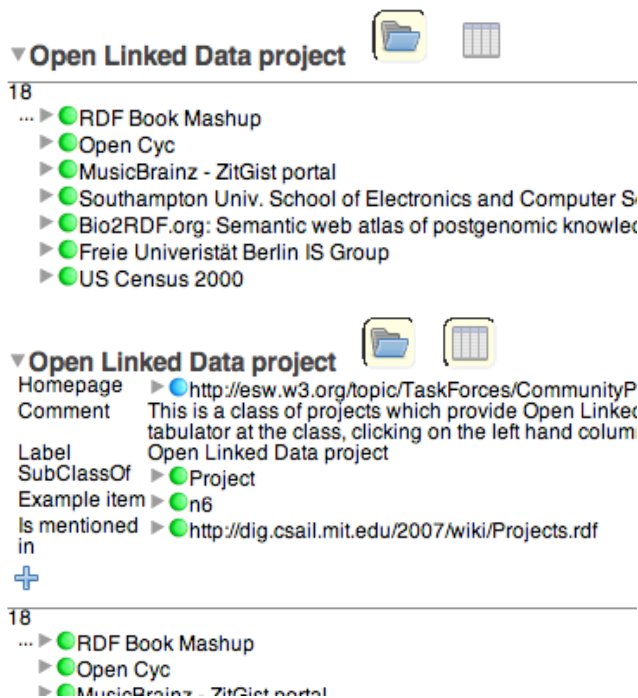 Open Linked Data project
18
... RDF Book Mashup
Open Cyc
MusicBrainz - ZitGist portal
Southampton Univ. School of Electronics and Computer
Bio2RDF.org: Semantic web atlas of postgenomic
Freie Univeristät Berlin IS Group
US Census 2000
Open Linked Data project
Homepage http://esw.w3.org/topic/TaskForces/CommunityP
Comment This is a class of projects which provide Open Linked
tabulator at the class, clicking on the left hand
Label Open Linked Data project
SubClassOf Project
Example item n6
Is mentioned in http://dig.csail.mit.edu/2007/wiki/Projects.rdf
18
... RDF Book Mashup
Open Cyc
MusicBrainz - ZitGist portal